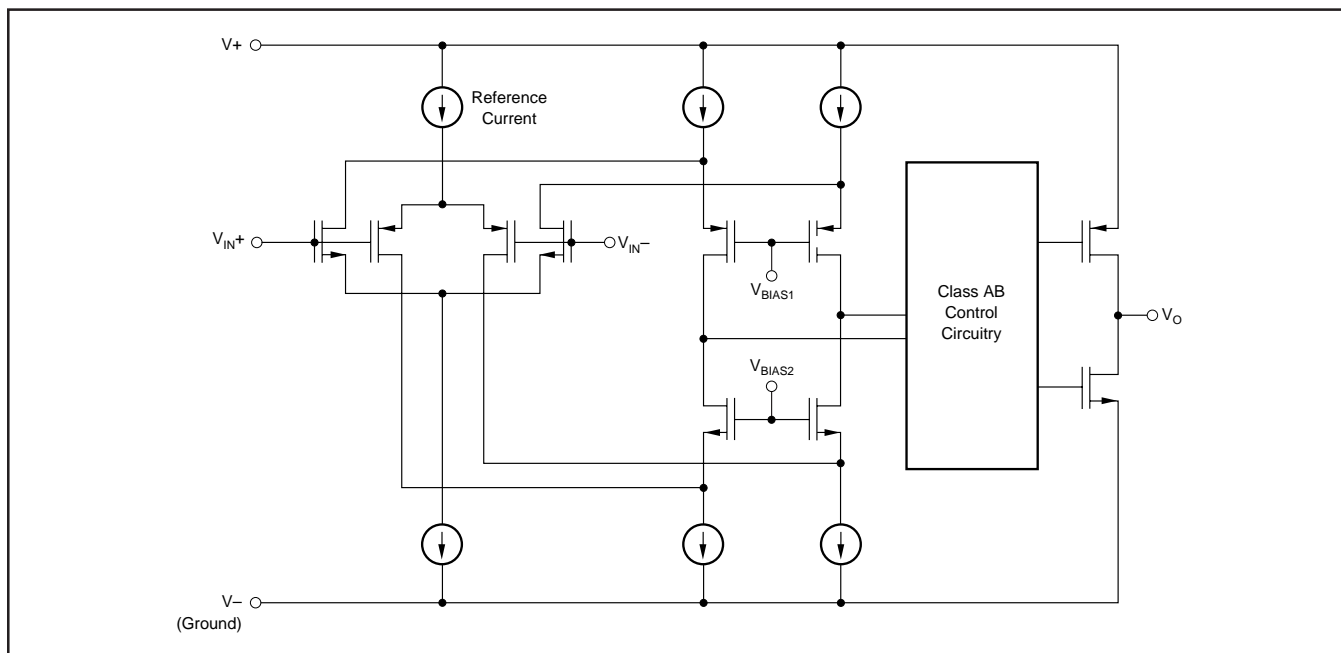 V+
Reference
Current
VIN+
VIN–
VBIAS1
VBIAS2
Class AB
Control
Circuitry
VO
V–
(Ground)